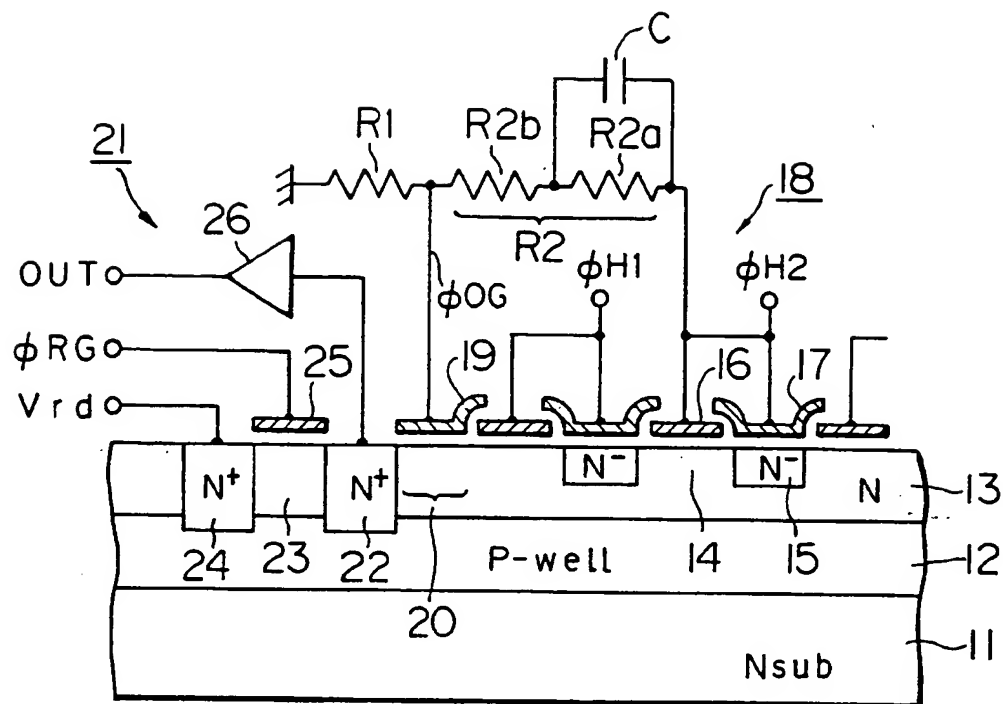 C
R1
R2b
R2a
21
18
26
R2
OUT
φOG
φH1
φH2
φRG
25
19
16
17
Vrd
N+
N+
N-
N-
N
13
24
23
22
P-well
14
15
12
20
11
Nsub